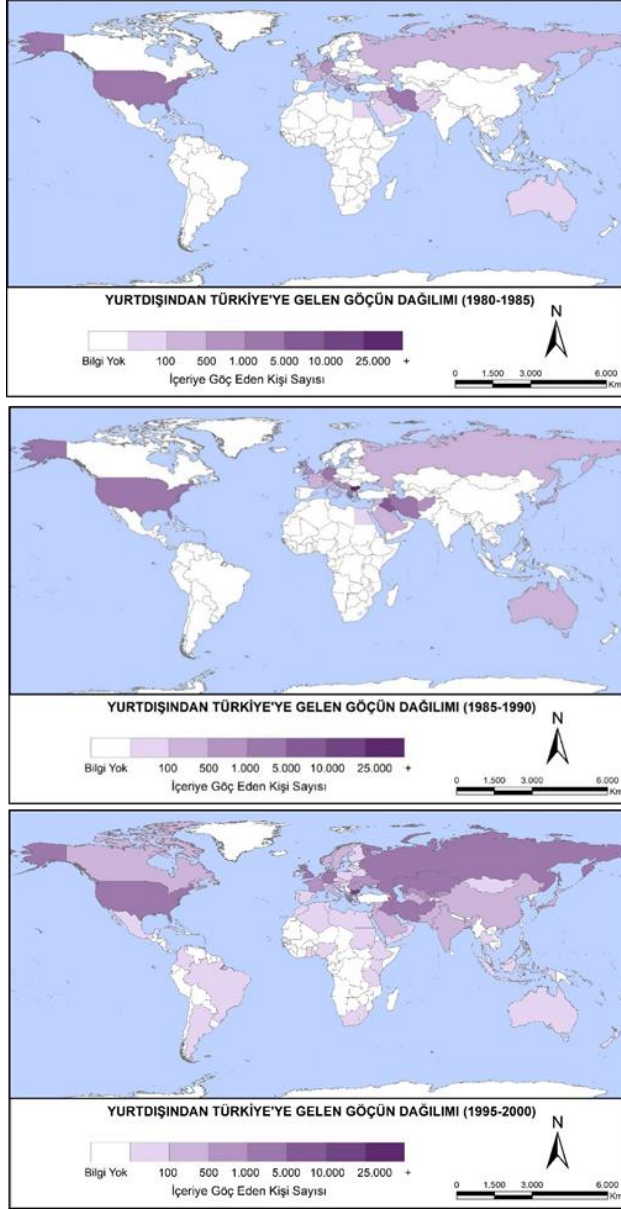 YURTDIŞINDAN TÜRKİYE'YE GELEN GÖÇÜN DAĞILIMI (1980-1985)
N
Bilgi Yok 100 500 1.000 5.000 10.000 25.000 +
İçeriye Göç Eden Kişi Sayısı
0 1.500 3.000 6.000
Km
YURTDIŞINDAN TÜRKİYE'YE GELEN GÖÇÜN DAĞILIMI (1985-1990)
N
Bilgi Yok 100 500 1.000 5.000 10.000 25.000 +
İçeriye Göç Eden Kişi Sayısı
0 1.500 3.000 6.000
Km
YURTDIŞINDAN TÜRKİYE'YE GELEN GÖÇÜN DAĞILIMI (1995-2000)
N
Bilgi Yok 100 500 1.000 5.000 10.000 25.000 +
İçeriye Göç Eden Kişi Sayısı
0 1.500 3.000 6.000
Km